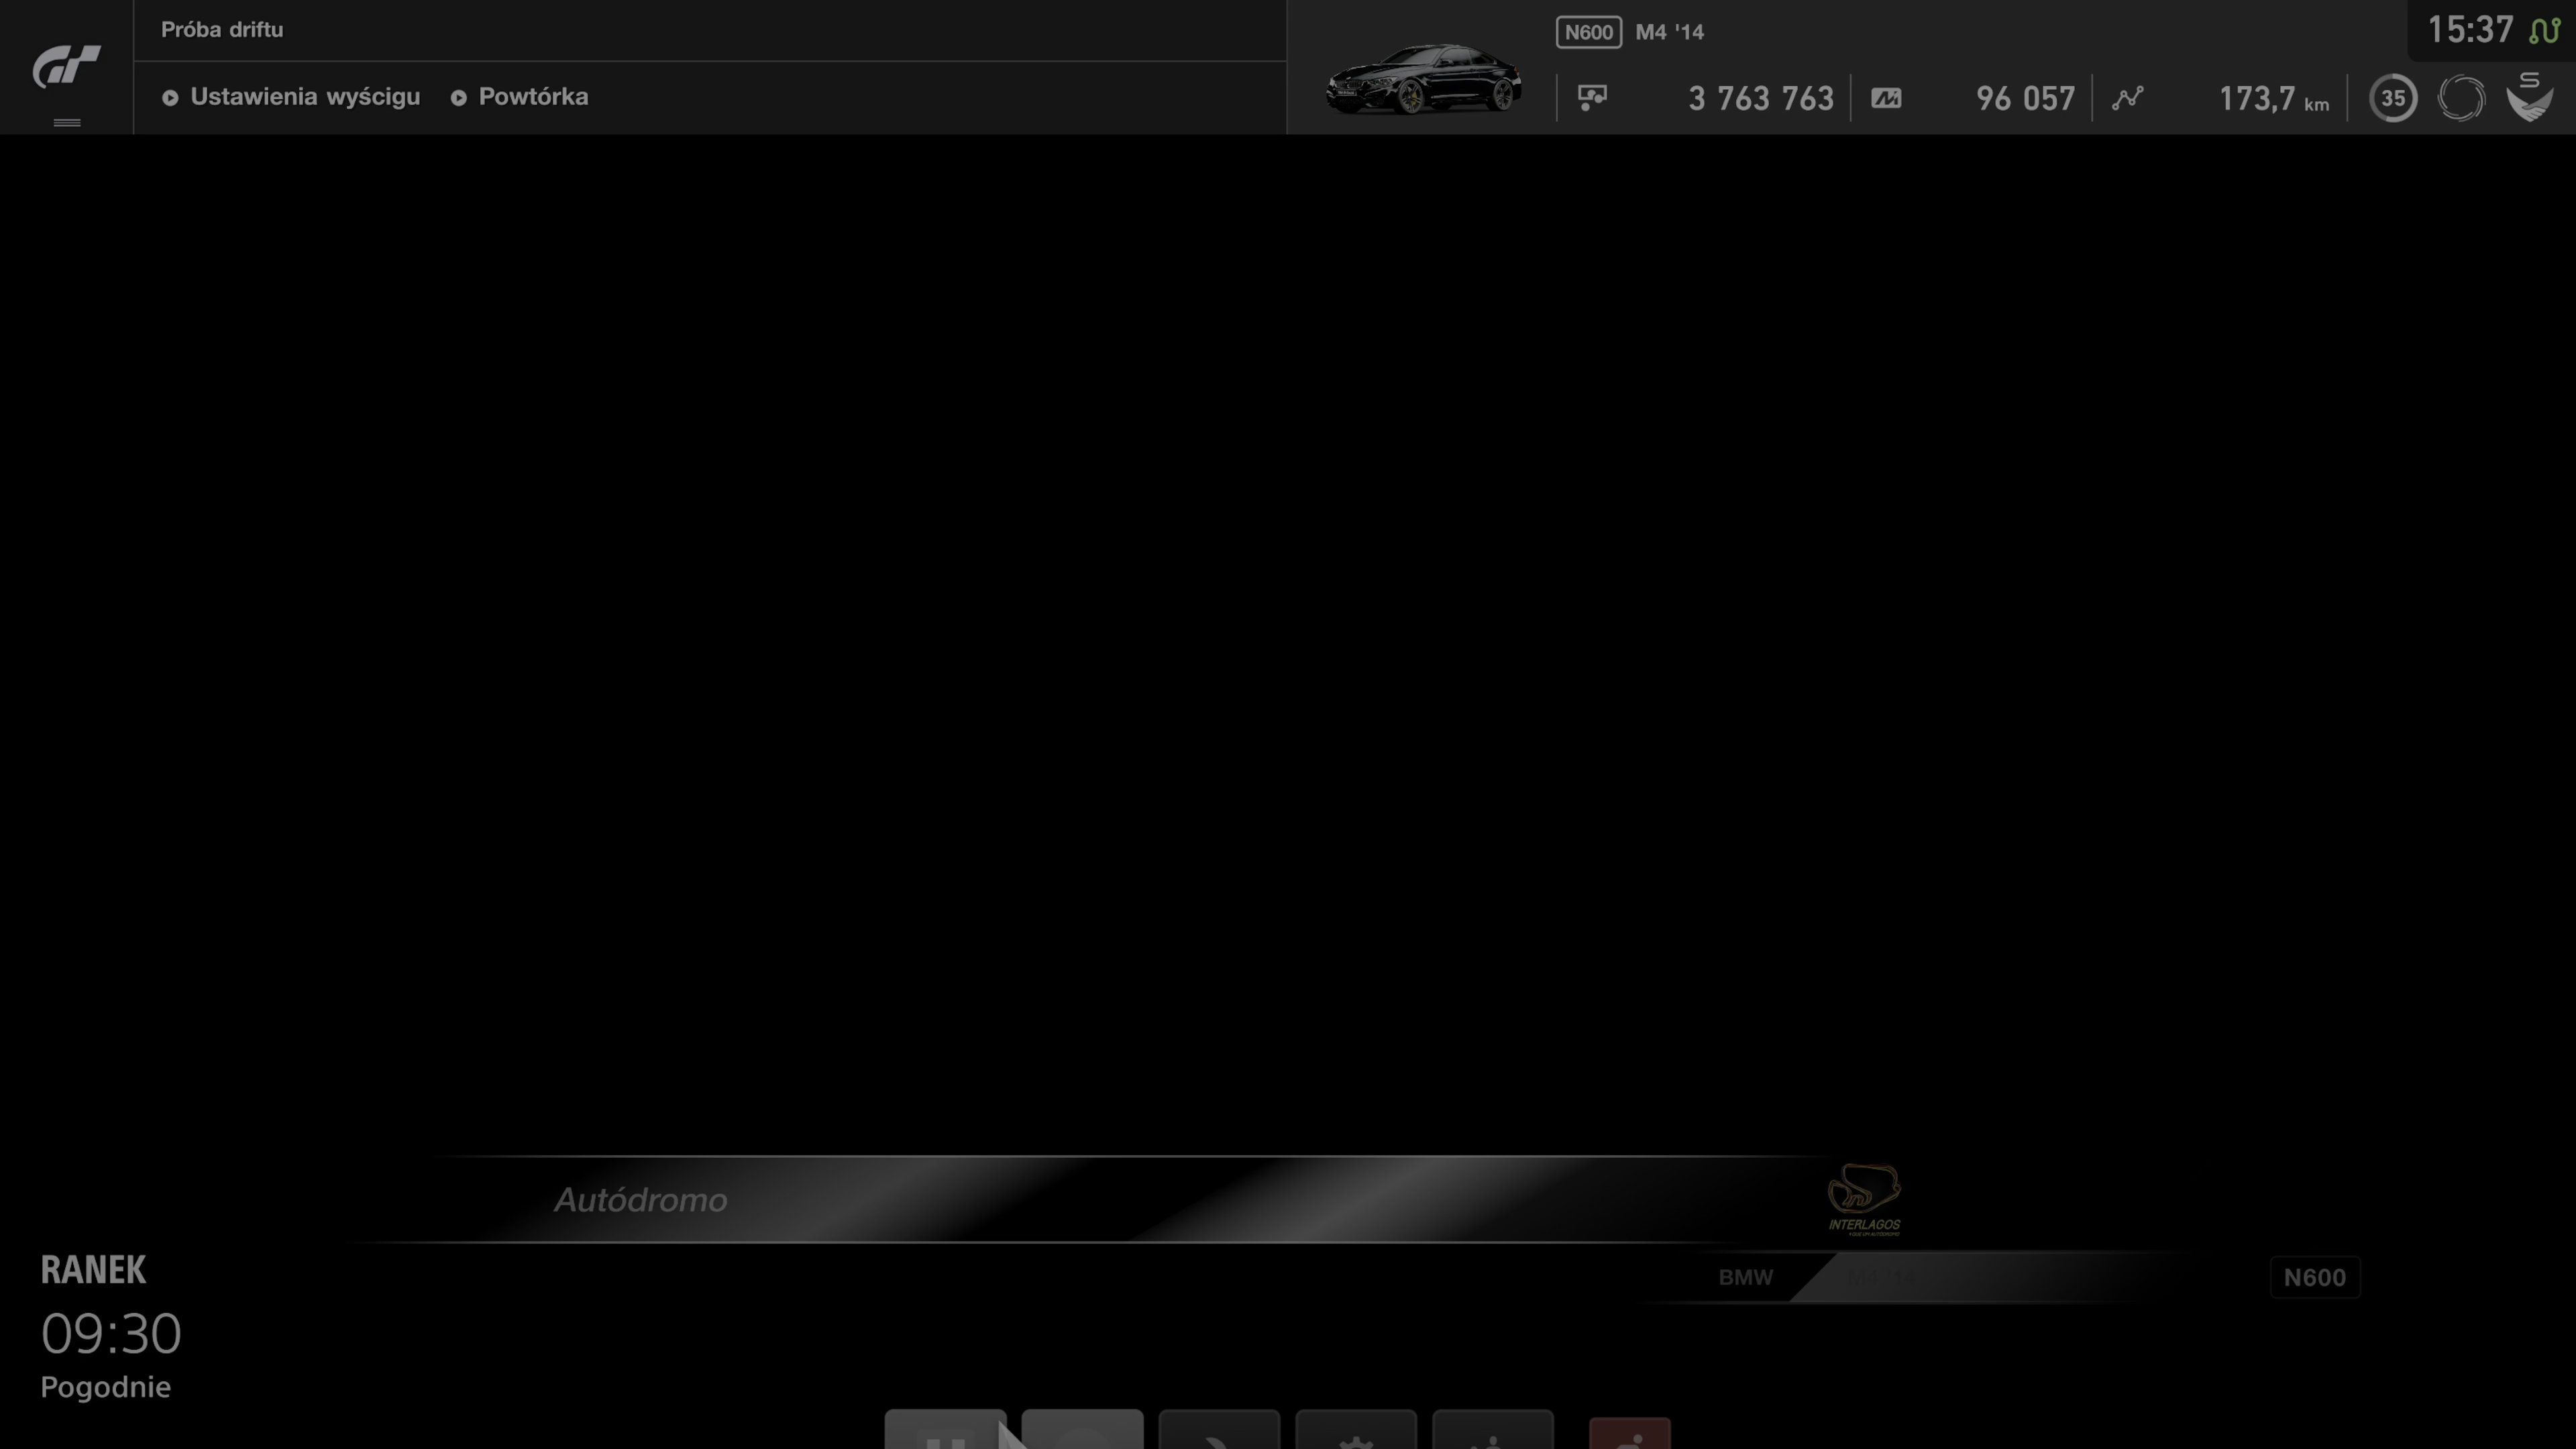 Próba driftu
Ustawienia wyścigu Powtórka
N600 M4 '14
15:37
3 763 763 96 057 173,7 km 35 S
Autódromo
INTERLAGOS
BMW
N600
RANEK
09:30
Pogodnie